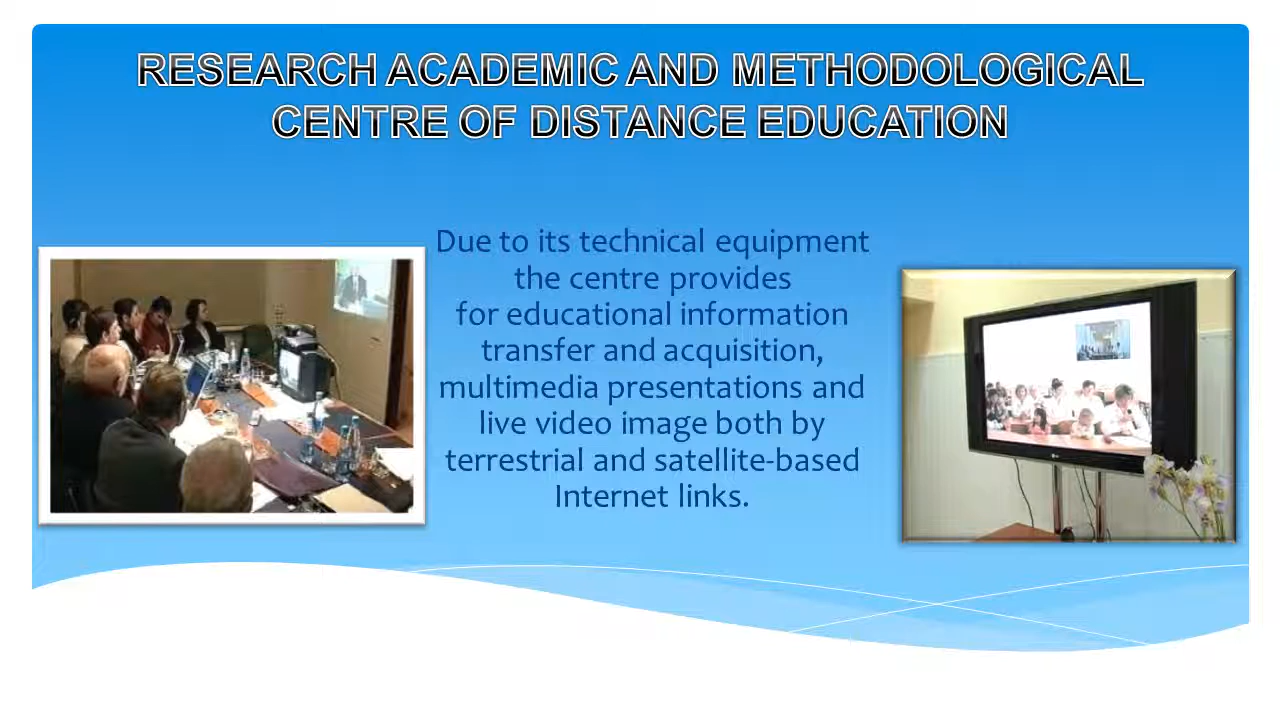 RESEARCH ACADEMIC AND METHODOLOGICAL
CENTRE OF DISTANCE EDUCATION
Due to its technical equipment
the centre provides
for educational information
transfer and acquisition,
multimedia presentations and
live video image both by
terrestrial and satellite-based
Internet links.